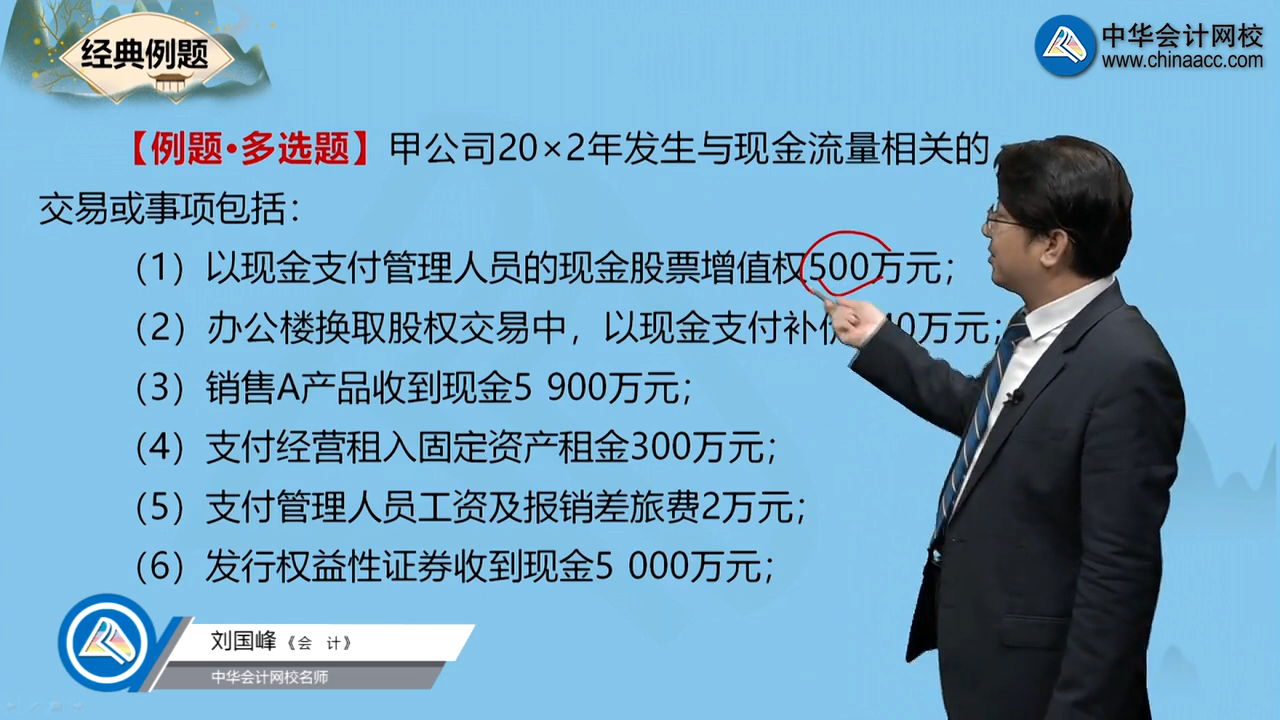 经典例题
中华会计网校
www.chinaacc.com
【例题·多选题】甲公司20×2年发生与现金流量相关的
交易或事项包括：
（1）以现金支付管理人员的现金股票增值权500万元；
（2）办公楼换取股权交易中，以现金支付补 40万元；
（3）销售A产品收到现金5 900万元；
（4）支付经营租入固定资产租金300万元；
（5）支付管理人员工资及报销差旅费2万元；
（6）发行权益性证券收到现金5 000万元；
刘国峰《会 计》
中华会计网校名师